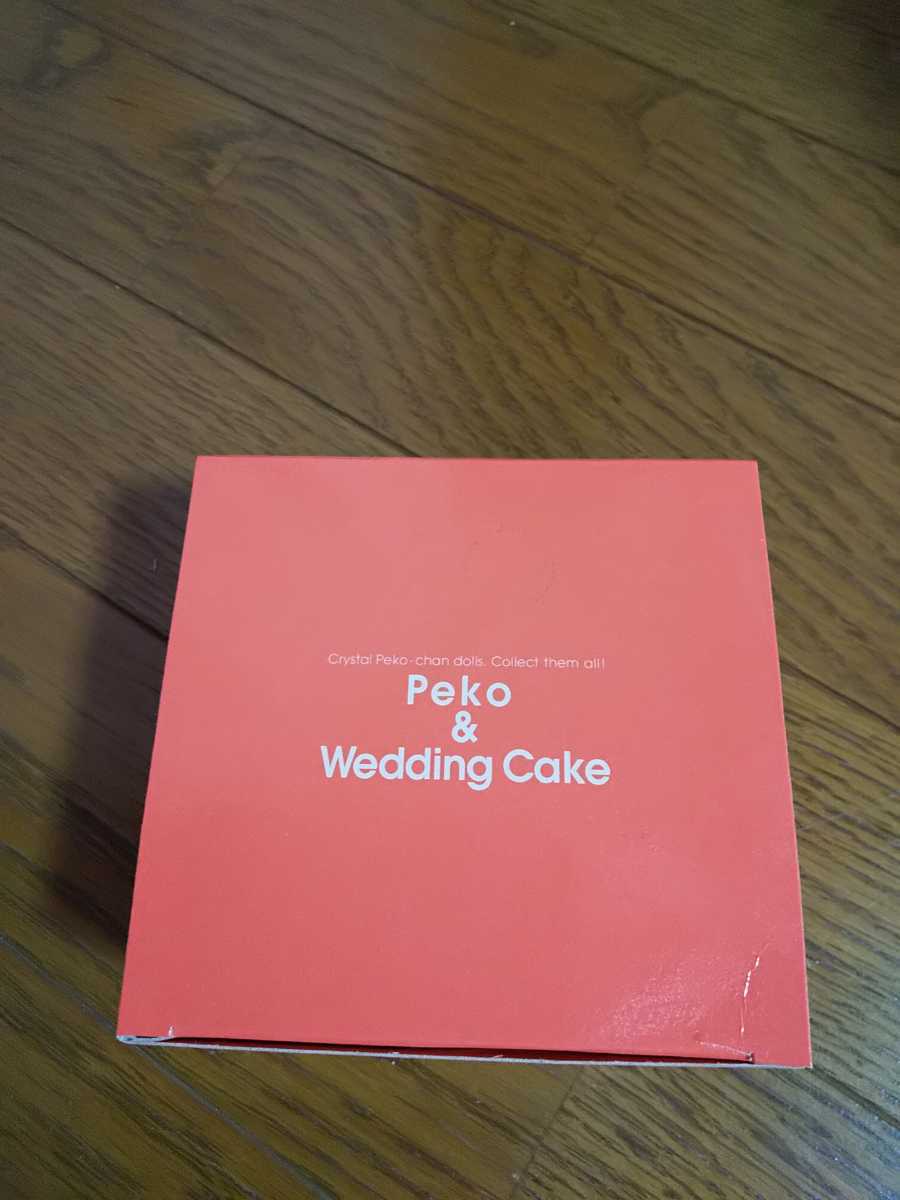 Crystal Peko-chan dolls. Collect them all!
Peko
&
Wedding Cake